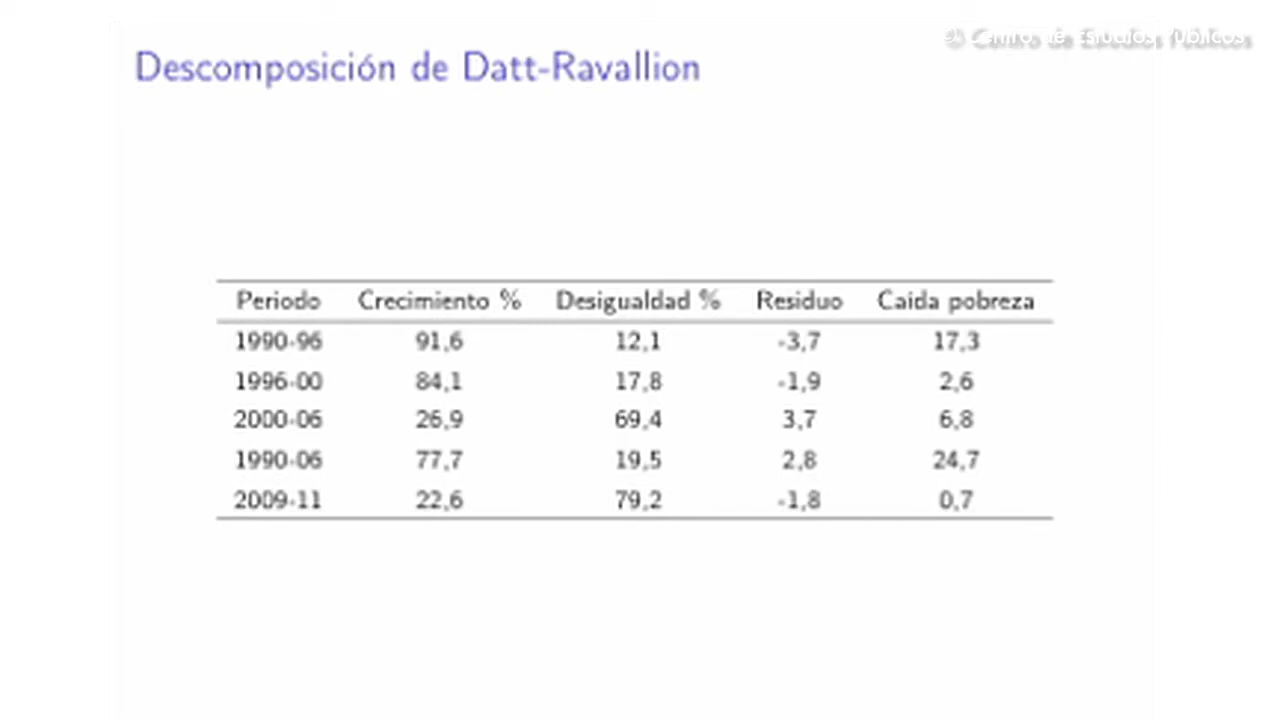 © Centro de Estudios Públicos
Descomposición de Datt-Ravallion
Periodo Crecimiento % Desigualdad % Residuo Caída pobreza
1990-96 91,6 12,1 -3,7 17,3
1996-00 84,1 17,8 -1,9 2,6
2000-06 26,9 69,4 3,7 6,8
1990-06 77,7 19,5 2,8 24,7
2009-11 22,6 79,2 -1,8 0,7